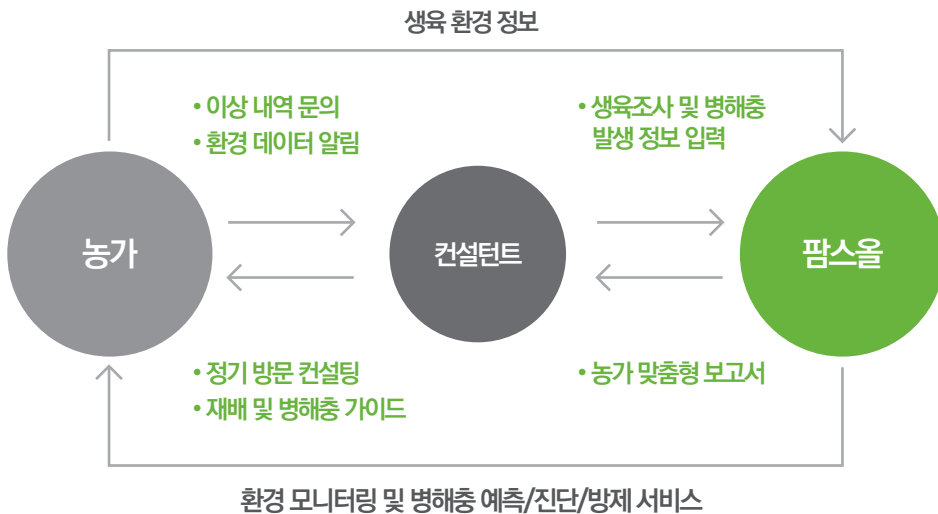 생육 환경 정보
• 이상 내역 문의
• 환경 데이터 알림
• 생육조사 및 병해충
발생 정보 입력
농가
컨설턴트
팜스올
• 정기 방문 컨설팅
• 재배 및 병해충 가이드
• 농가 맞춤형 보고서
환경 모니터링 및 병해충 예측/진단/방제 서비스